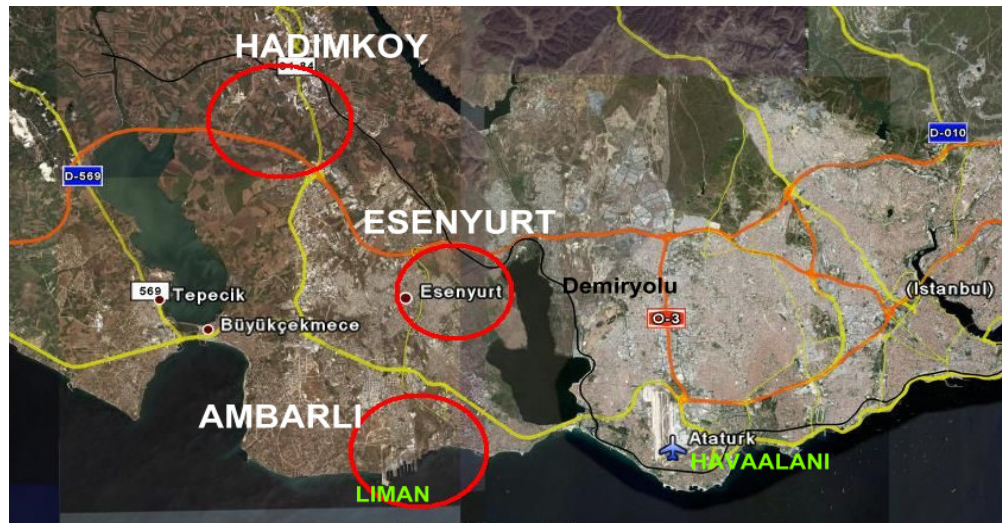 HADIMKOY
D-010
D-569
ESENYURT
569
Tepecik
Esenyurt
Demiryolu
(Istanbul)
Büyükçekmece
O-3
AMBARLI
Ataturk
HAVAALANI
LIMAN